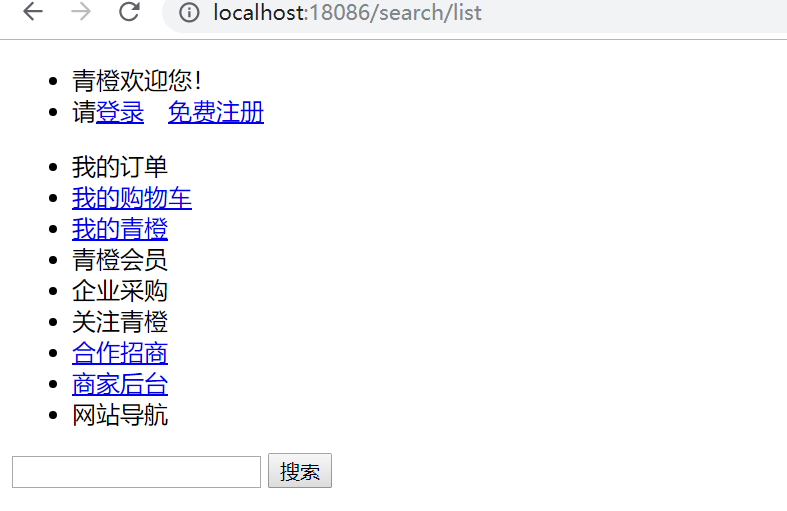 localhost:18086/search/list
青橙欢迎您！
请登录 免费注册
我的订单
我的购物车
我的青橙
青橙会员
企业采购
关注青橙
合作招商
商家后台
网站导航
搜索